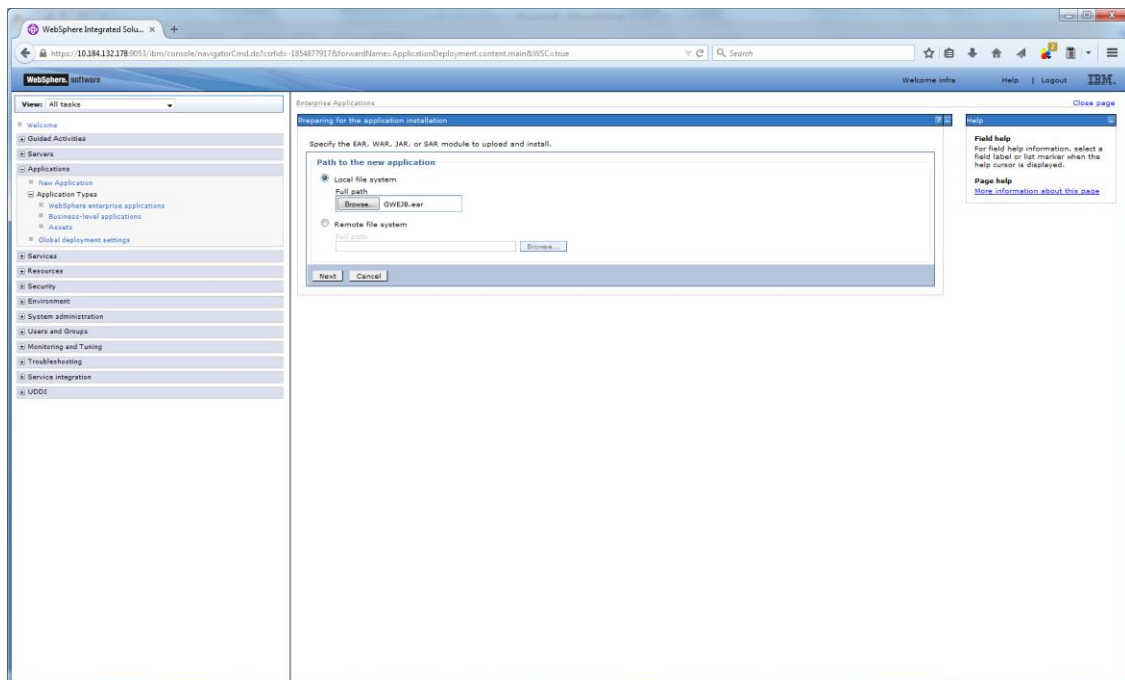 WebSphere Integrated Solu... × +
https://10.184.132.178:9053/ibm/console/navigatorCmd.do?csrfid=-1854877917&forwardName=ApplicationDeployment.content.main&WSC=true
Search
2
WebSphere. software
Welcome infra Help | Logout IBM.
View: All tasks
Welcome
Guided Activities
Servers
Applications
New Application
Application Types
WebSphere enterprise applications
Business-level applications
Assets
Global deployment settings
Services
Resources
Security
Environment
System administration
Users and Groups
Monitoring and Tuning
Troubleshooting
Service integration
UDDI
Enterprise Applications
Close page
Preparing for the application installation ? -
Specify the EAR, WAR, JAR, or SAR module to upload and install.
Path to the new application
Local file system
Full path
Browse.. GWEJB.ear
Remote file system
Full path
Browse...
Next Cancel
Help
Field help
For field help information, select a
field label or list marker when the
help cursor is displayed.
Page help
More information about this page